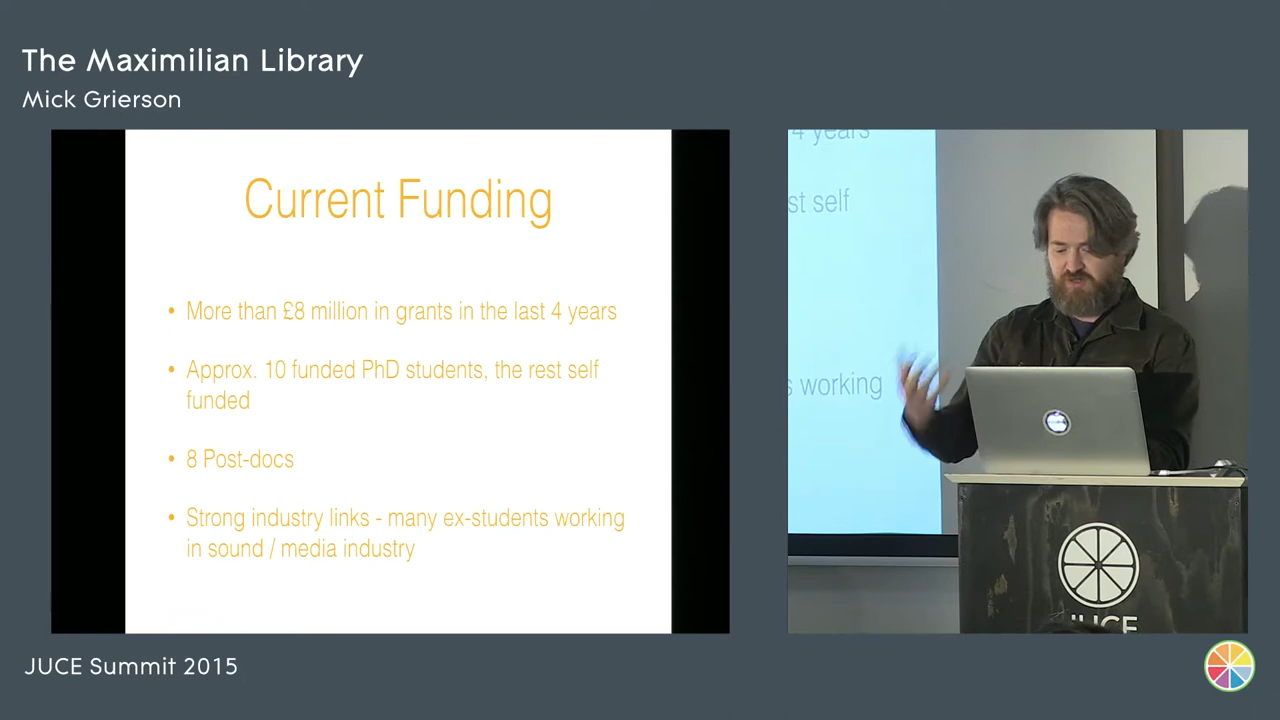 The Maximilian Library
Mick Grierson
Current Funding
• More than £8 million in grants in the last 4 years
• Approx. 10 funded PhD students, the rest self
funded
• 8 Post-docs
• Strong industry links - many ex-students working
in sound / media industry
4 years
st self
s working
JUCE
JUCE Summit 2015